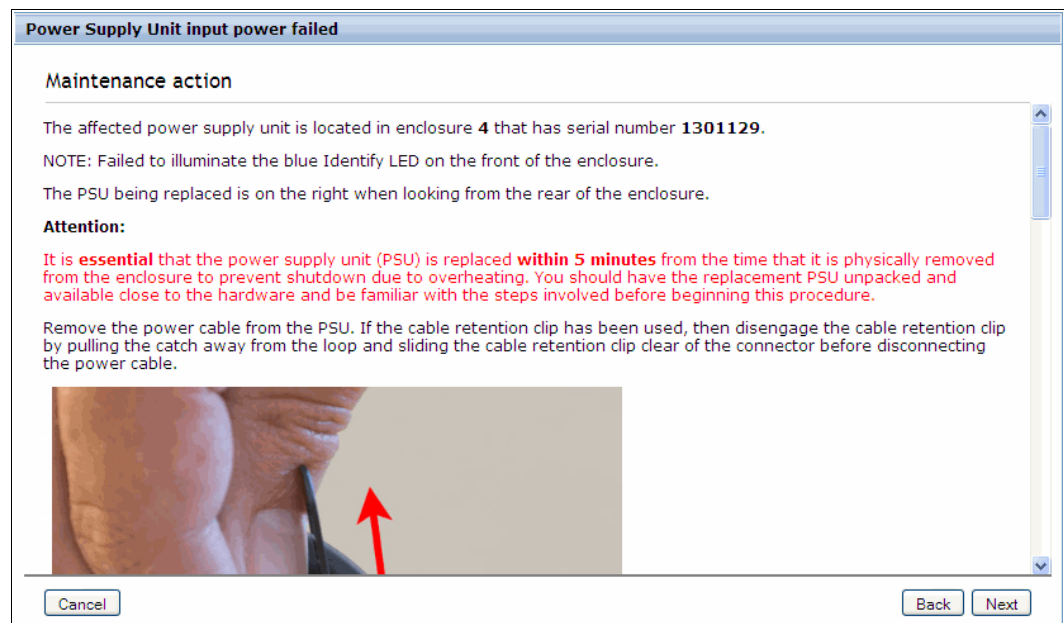 Power Supply Unit input power failed
Maintenance action
The affected power supply unit is located in enclosure 4 that has serial number 1301129.
NOTE: Failed to illuminate the blue Identify LED on the front of the enclosure.
The PSU being replaced is on the right when looking from the rear of the enclosure.
Attention:
It is essential that the power supply unit (PSU) is replaced within 5 minutes from the time that it is physically removed
from the enclosure to prevent shutdown due to overheating. You should have the replacement PSU unpacked and
available close to the hardware and be familiar with the steps involved before beginning this procedure.
Remove the power cable from the PSU. If the cable retention clip has been used, then disengage the cable retention clip
by pulling the catch away from the loop and sliding the cable retention clip clear of the connector before disconnecting
the power cable.
Cancel
Back
Next